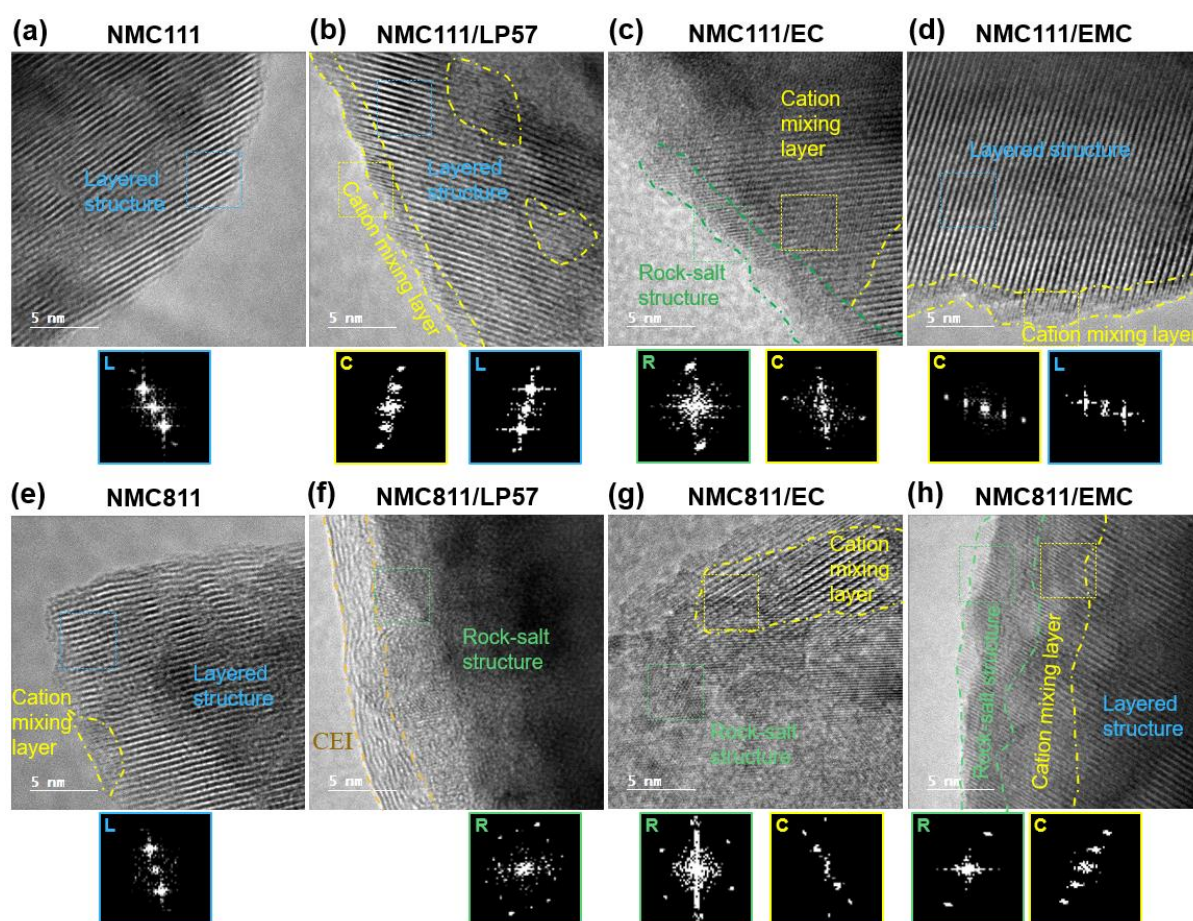 (a) NMC111
Layered
structure
5 nm
L
(b) NMC111/LP57
Layered
structure
Cation mixing layer
5 nm
C
L
(c) NMC111/EC
Cation
mixing
layer
Rock-salt
structure
5 nm
R
C
(d) NMC111/EMC
Layered structure
5 nm
Cation mixing layer
C
L
(e) NMC811
Layered
structure
Cation
mixing
layer
5 nm
L
(f) NMC811/LP57
Rock-salt
structure
CEI
5 nm
R
(g) NMC811/EC
Cation
mixing
layer
Rock-salt
structure
5 nm
R
C
(h) NMC811/EMC
Rock-salt structure
Cation mixing layer
Layered
structure
5 nm
R
C